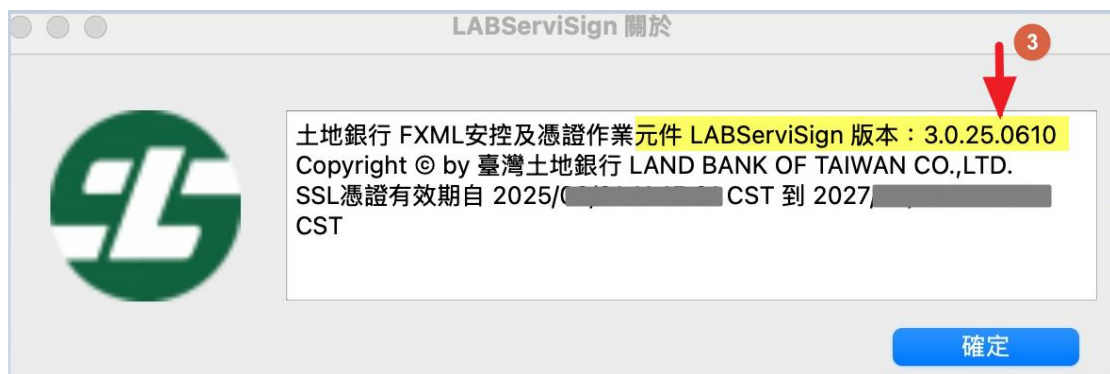 LABServiSign 關於
3
土地銀行 FXML安控及憑證作業元件 LABServiSign 版本：3.0.25.0610
Copyright © by 臺灣土地銀行 LAND BANK OF TAIWAN CO.,LTD.
SSL憑證有效期自 2025/ CST 到 2027/
CST
確定